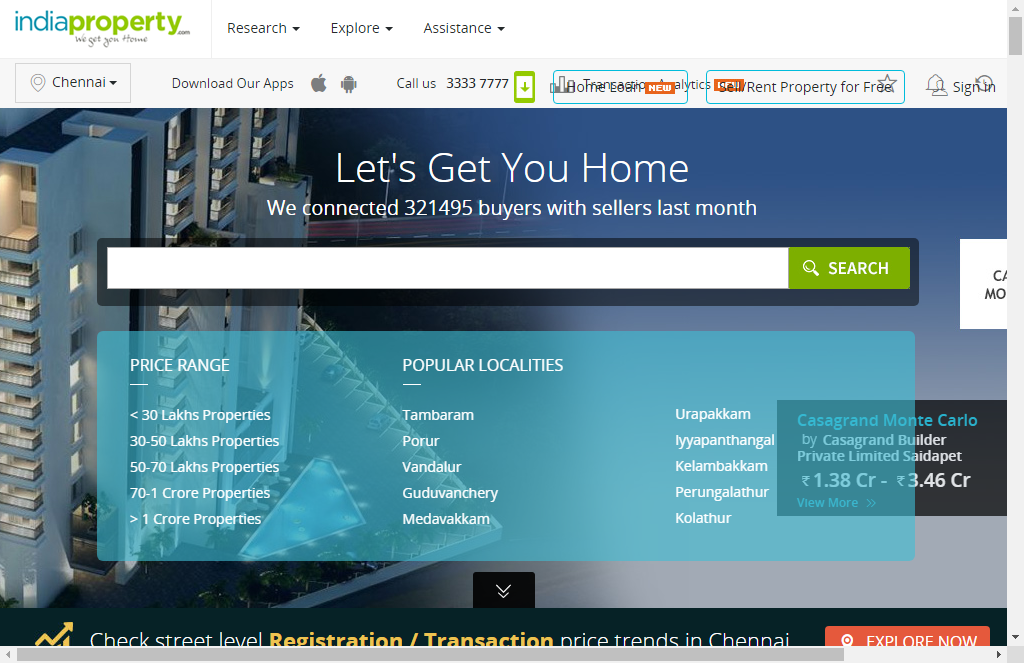 indiaproperty.com
We get you Home
Research
Explore
Assistance
Chennai
Download Our Apps
Call us 3333 7777
Transaction Analytics
Home Loan NEW
Sell/Rent Property for Free
Sign In
Let's Get You Home
We connected 321495 buyers with sellers last month
SEARCH
CA
MO
PRICE RANGE
< 30 Lakhs Properties
30-50 Lakhs Properties
50-70 Lakhs Properties
70-1 Crore Properties
> 1 Crore Properties
POPULAR LOCALITIES
Tambaram
Porur
Vandalur
Guduvanchery
Medavakkam
Urapakkam
Iyyapanthangal
Kelambakkam
Perungalathur
Kolathur
Casagrand Monte Carlo
by Casagrand Builder
Private Limited Saidapet
₹ 1.38 Cr - ₹ 3.46 Cr
View More »
Check street level Registration / Transaction price trends in Chennai
EXPLORE NOW